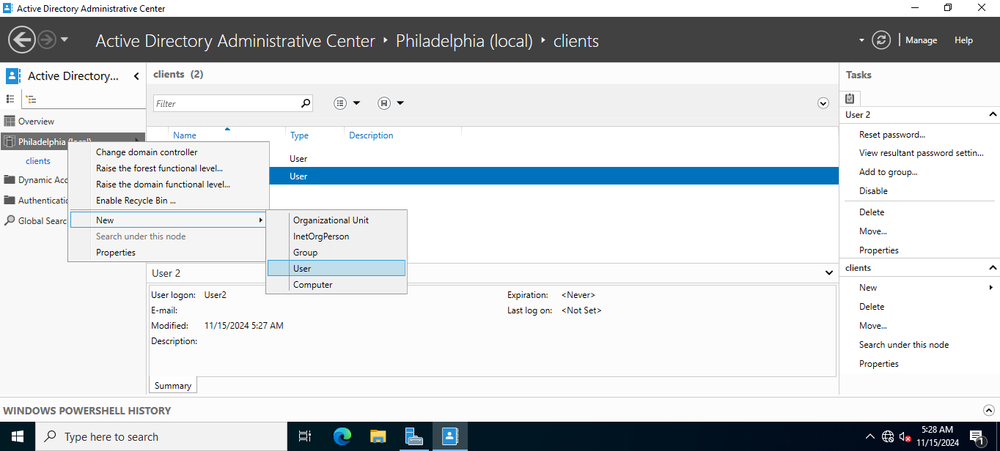 Active Directory Administrative Center
Active Directory Administrative Center • Philadelphia (local) • clients
Manage
Help
Active Directory...
Overview
Philadelphia (local)
clients
Dynamic Acc
Authenticatio
Global Searc
clients (2)
Filter
Name
Type
Description
User
User
Change domain controller
Raise the forest functional level...
Raise the domain functional level...
Enable Recycle Bin ...
New
Search under this node
Properties
Organizational Unit
InetOrgPerson
Group
User
Computer
User 2
User logon: User2
E-mail:
Modified: 11/15/2024 5:27 AM
Description:
Expiration: <Never>
Last log on: <Not Set>
Summary
Tasks
User 2
Reset password...
View resultant password settin...
Add to group...
Disable
Delete
Move...
Properties
clients
New
Delete
Move...
Search under this node
Properties
WINDOWS POWERSHELL HISTORY
Type here to search
5:28 AM
11/15/2024
1